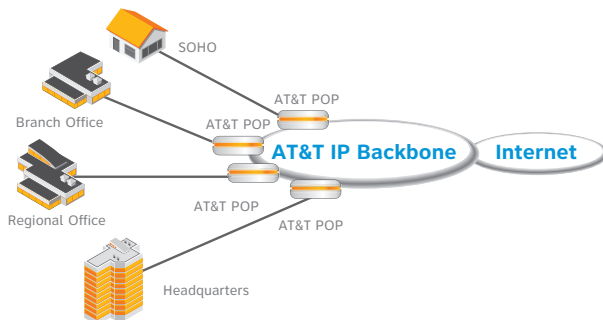 SOHO
AT&T POP
Branch Office
AT&T POP
AT&T IP Backbone
Internet
Regional Office
AT&T POP
AT&T POP
Headquarters